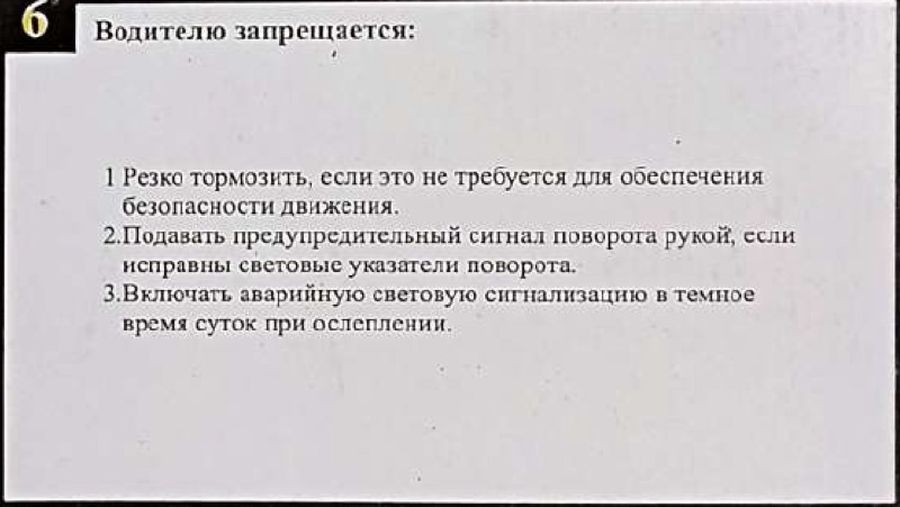 6
Водителю запрещается:
1 Резко тормозить, если это не требуется для обеспечения
безопасности движения.
2.Подавать предупредительный сигнал поворота рукой, если
исправны световые указатели поворота.
3.Включать аварийную световую сигнализацию в темное
время суток при ослеплении.